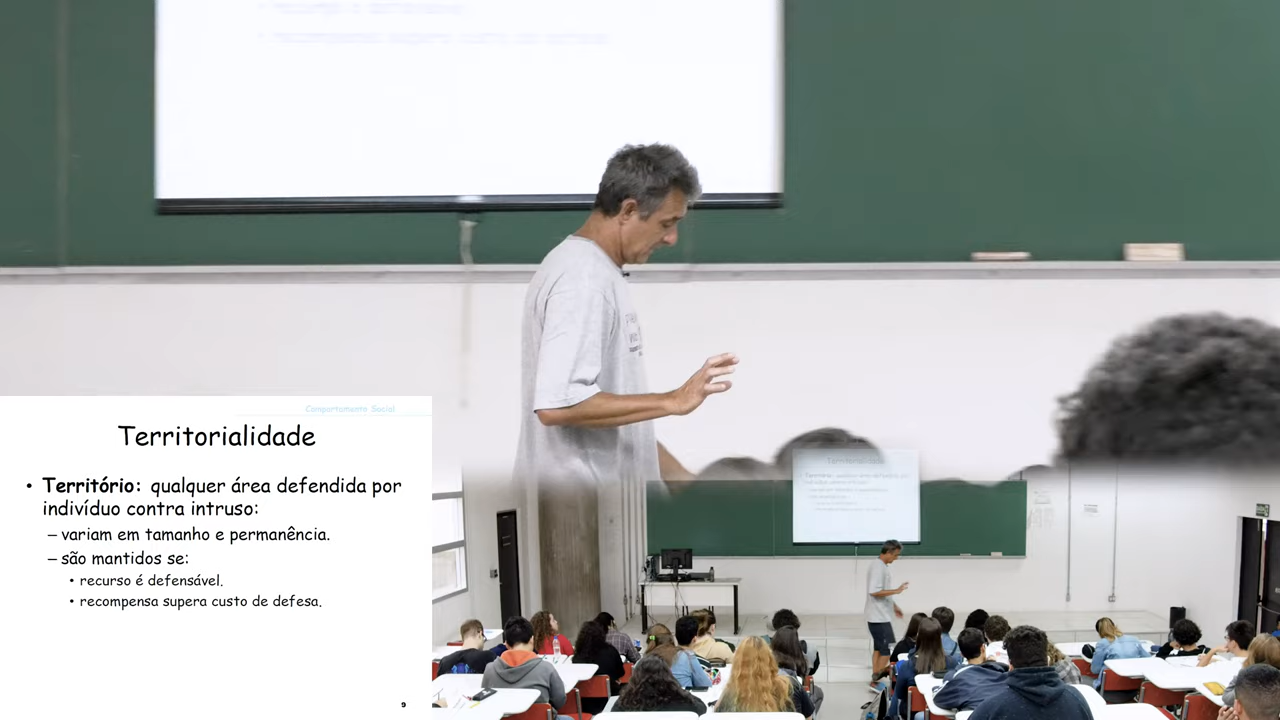 Comportamento Social
Territorialidade
• Território: qualquer área defendida por
indivíduo contra intruso:
– variam em tamanho e permanência.
– são mantidos se:
• recurso é defensável.
• recompensa supera custo de defesa.
9
Territorialidade